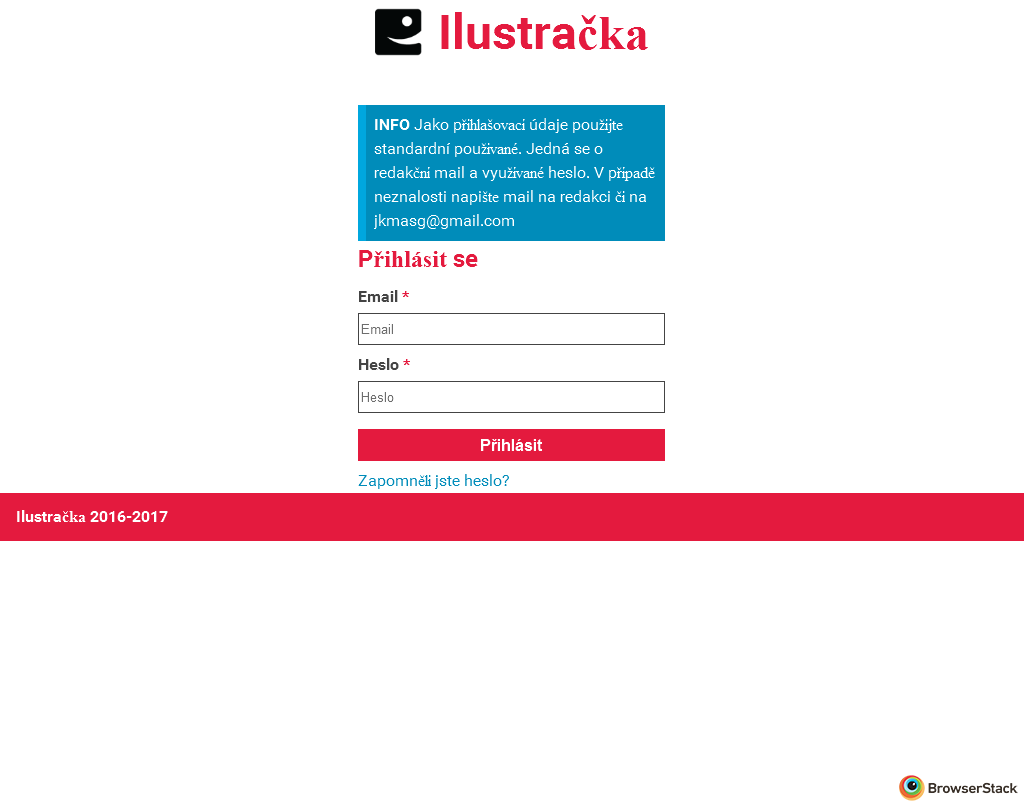 Ilustračka
INFO Jako přihlašovací údaje použijte
standardní používané. Jedná se o
redakční mail a využívané heslo. V případě
neznalosti napište mail na redakci či na
jkmasg@gmail.com
Přihlásit se
Email *
Email
Heslo *
Heslo
Přihlásit
Zapomněli jste heslo?
Ilustračka 2016-2017
BrowserStack